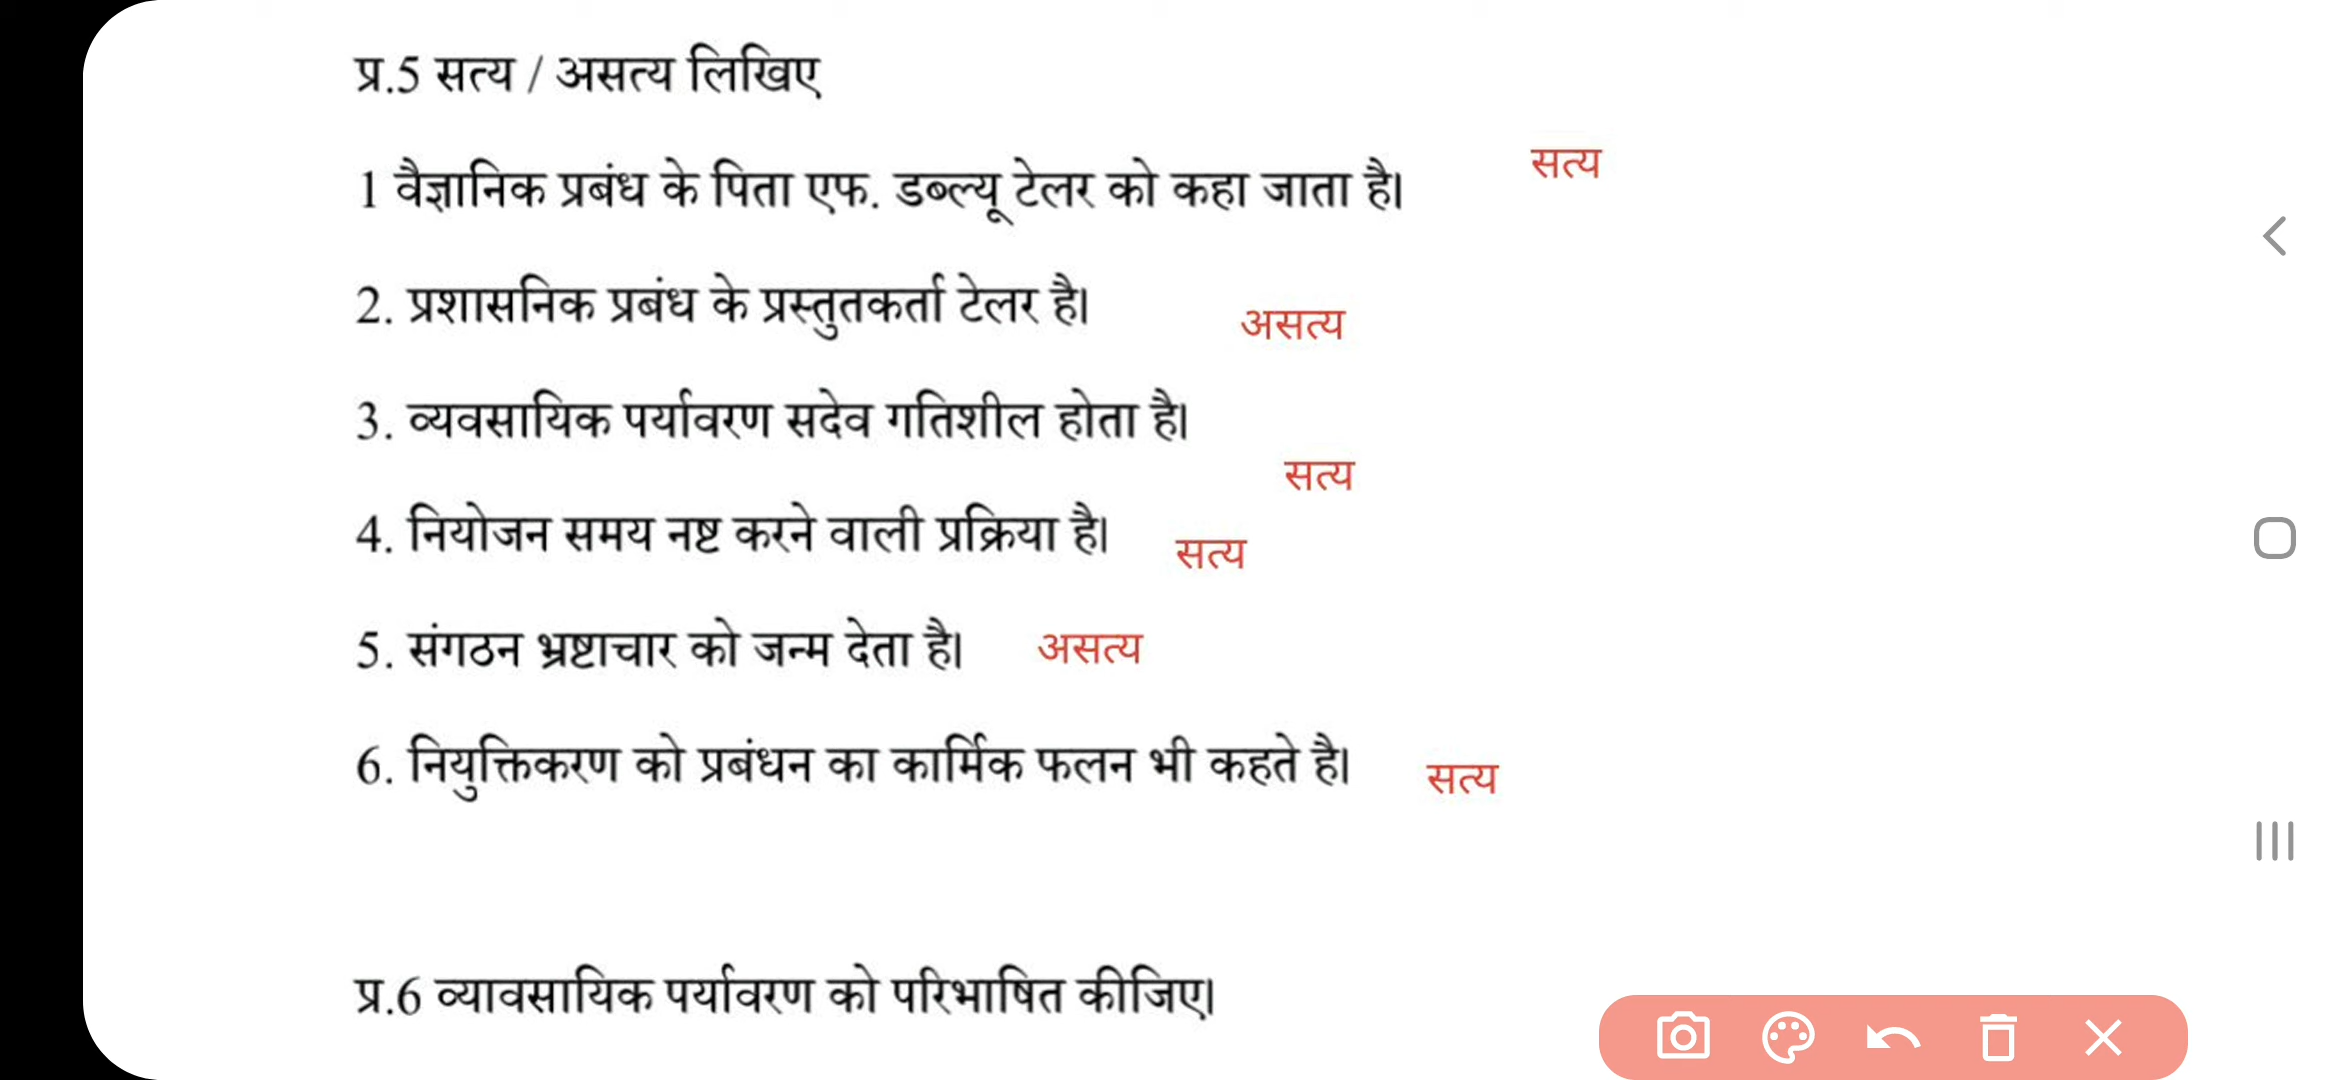 प्र.5 सत्य / असत्य लिखिए
1 वैज्ञानिक प्रबंध के पिता एफ. डब्ल्यू टेलर को कहा जाता है। सत्य
2. प्रशासनिक प्रबंध के प्रस्तुतकर्ता टेलर है। असत्य
3. व्यवसायिक पर्यावरण सदेव गतिशील होता है।
सत्य
4. नियोजन समय नष्ट करने वाली प्रक्रिया है। सत्य
5. संगठन भ्रष्टाचार को जन्म देता है। असत्य
6. नियुक्तिकरण को प्रबंधन का कार्मिक फलन भी कहते है। सत्य
प्र.6 व्यावसायिक पर्यावरण को परिभाषित कीजिए।